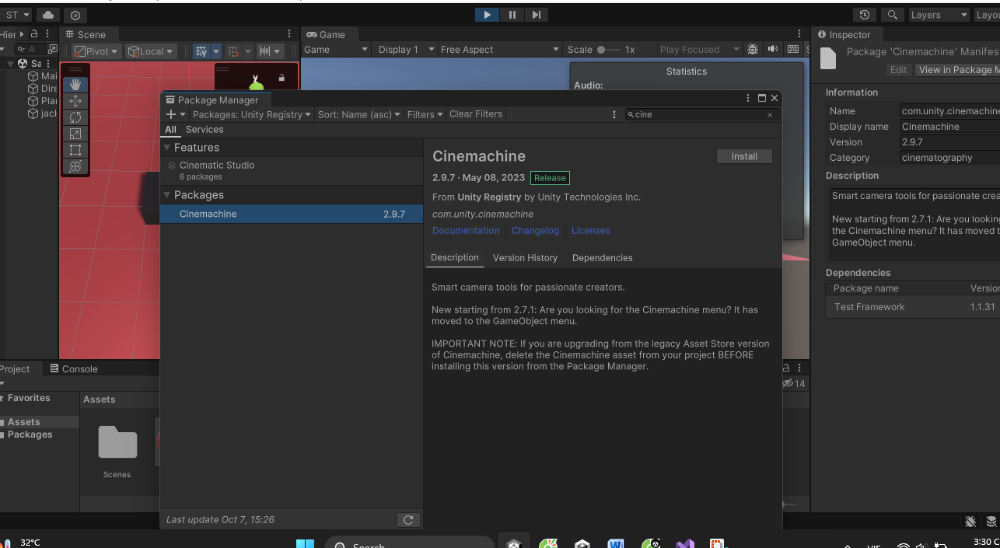 ST
Layers
Layou
Hier
Scene
Game
Inspector
A
Pivot
Local
Game
Display 1
Free Aspect
Scale
1x
Play Focused
S
Package 'Cinemachine' Manifes
Edit
View in Package M
Sa
Mai
Dire
Plan
jack
Statistics
Audio:
Information
Name
com.unity.cinemachine
Display name
Cinemachine
Version
2.9.7
Category
cinematography
Description
Smart camera tools for passionate crea
New starting from 2.7.1: Are you looking
the Cinemachine menu? It has moved t
GameObject menu.
Dependencies
Package name
Version
Test Framework
1.1.31
Package Manager
Packages: Unity Registry
Sort: Name (asc)
Filters
Clear Filters
cine
All
Services
Features
Cinematic Studio
6 packages
Packages
Cinemachine
2.9.7
Cinemachine
Install
2.9.7 · May 08, 2023
Release
From Unity Registry by Unity Technologies Inc.
com.unity.cinemachine
Documentation
Changelog
Licenses
Description
Version History
Dependencies
Smart camera tools for passionate creators.
New starting from 2.7.1: Are you looking for the Cinemachine menu? It has
moved to the GameObject menu.
IMPORTANT NOTE: If you are upgrading from the legacy Asset Store version
of Cinemachine, delete the Cinemachine asset from your project BEFORE
installing this version from the Package Manager.
Last update Oct 7, 15:26
Project
Console
14
Favorites
Assets
Packages
Assets
Scenes
32°C
Search
VIE
3:30 C